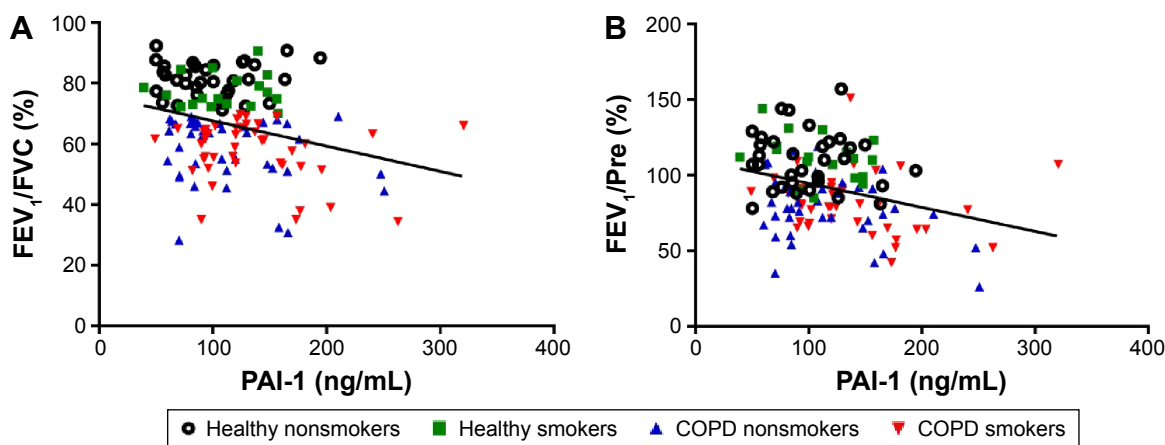 A
FEV₁/FVC (%)
100
80
60
40
20
0
0 100 200 300 400
PAI-1 (ng/mL)
B
FEV₁/Pre (%)
200
150
100
50
0
0 100 200 300 400
PAI-1 (ng/mL)
Healthy nonsmokers Healthy smokers COPD nonsmokers COPD smokers